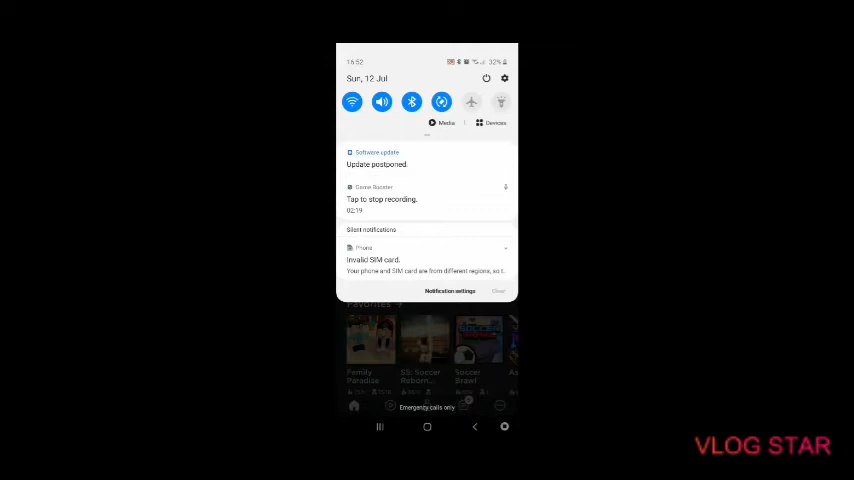 16:52
32%
Sun, 12 Jul
Media
Devices
Software update
Update postponed.
Game Booster
Tap to stop recording.
02:19
Silent notifications
Phone
Invalid SIM card.
Your phone and SIM card are from different regions, so t..
Notification settings
Clear
Favorites
Family Paradise
SS: Soccer Reborn...
Soccer Brawl
As
Emergency calls only
VLOG STAR